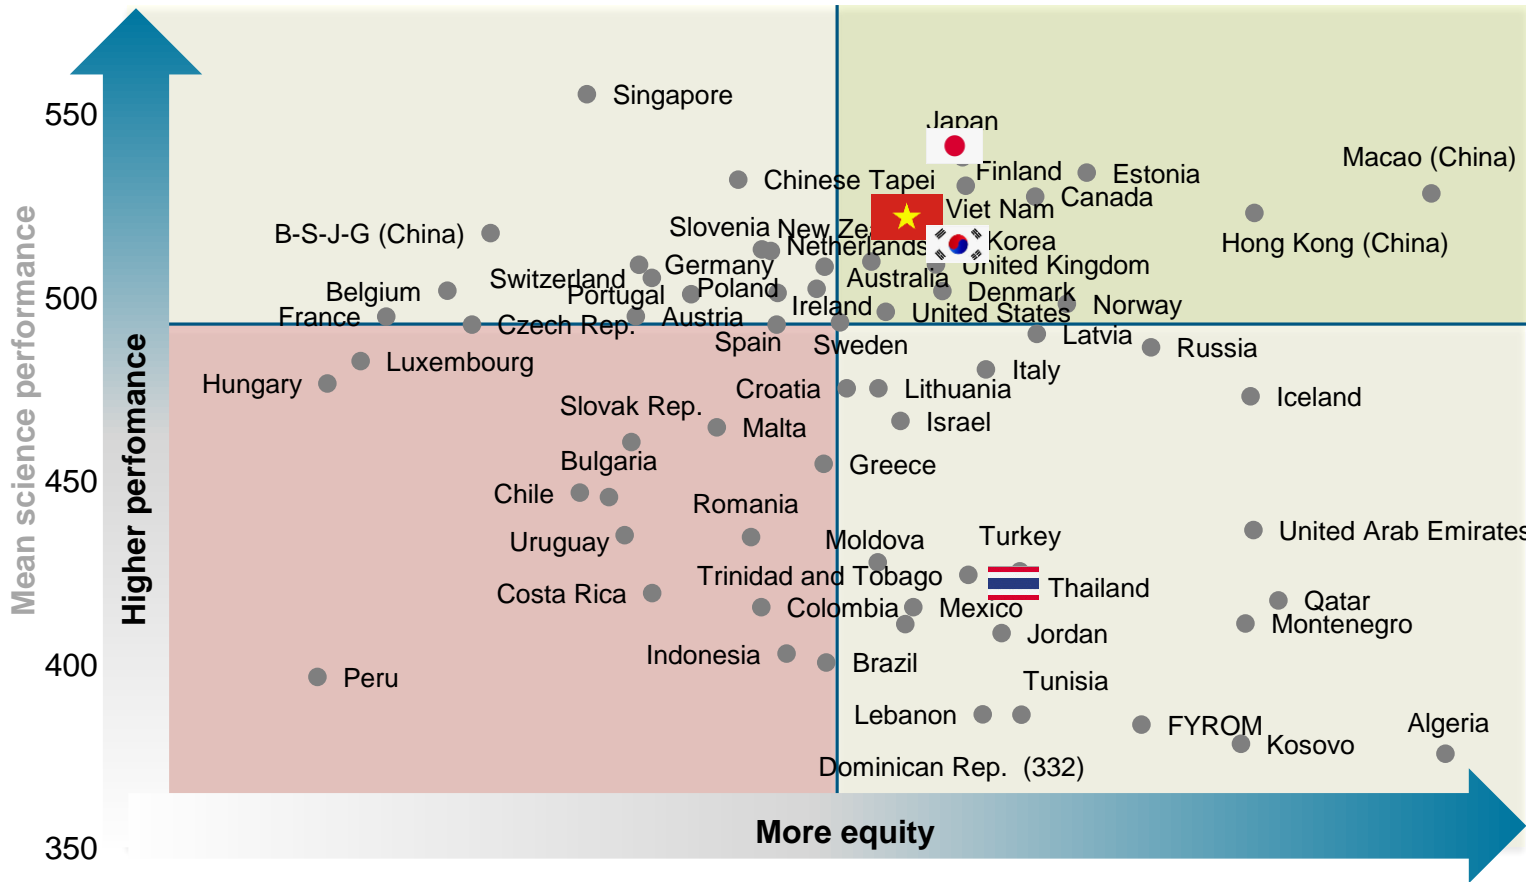 Mean science performance
Higher perfomance
550
500
450
400
350
Singapore
Japan
Macao (China)
Finland
Estonia
Chinese Tapei
Canada
Viet Nam
Slovenia
New Zea
B-S-J-G (China)
Korea
Hong Kong (China)
Netherlands
Germany
United Kingdom
Switzerland
Australia
Belgium
Portugal
Poland
Denmark
Ireland
Norway
France
Czech Rep.
Austria
United States
Spain
Sweden
Latvia
Russia
Luxembourg
Italy
Hungary
Croatia
Lithuania
Iceland
Slovak Rep.
Malta
Israel
Bulgaria
Greece
Chile
Romania
Uruguay
Moldova
Turkey
United Arab Emirates
Trinidad and Tobago
Thailand
Costa Rica
Colombia
Mexico
Qatar
Montenegro
Jordan
Indonesia
Brazil
Peru
Tunisia
Lebanon
FYROM
Algeria
Kosovo
Dominican Rep.  (332)
More equity